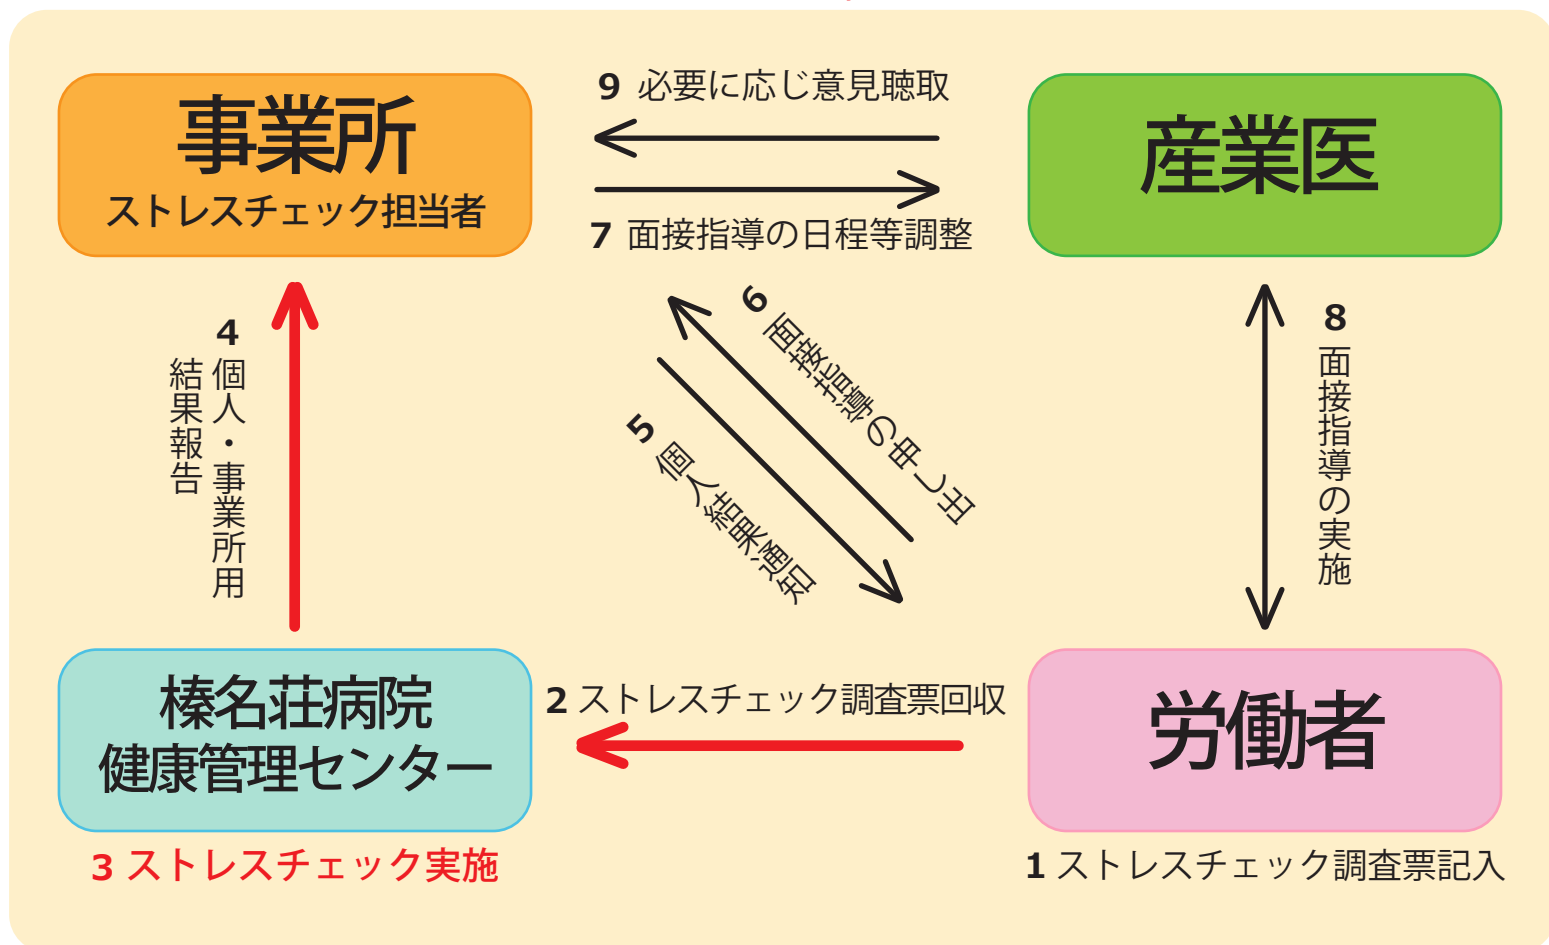 事業所
ストレスチェック担当者
9 必要に応じ意見聴取
7 面接指導の日程等調整
産業医
4 個人・事業所用
結果報告
6 面接指導の申し出
5 個人結果通知
8 面接指導の実施
榛名荘病院
健康管理センター
3 ストレスチェック実施
2 ストレスチェック調査票回収
労働者
1 ストレスチェック調査票記入